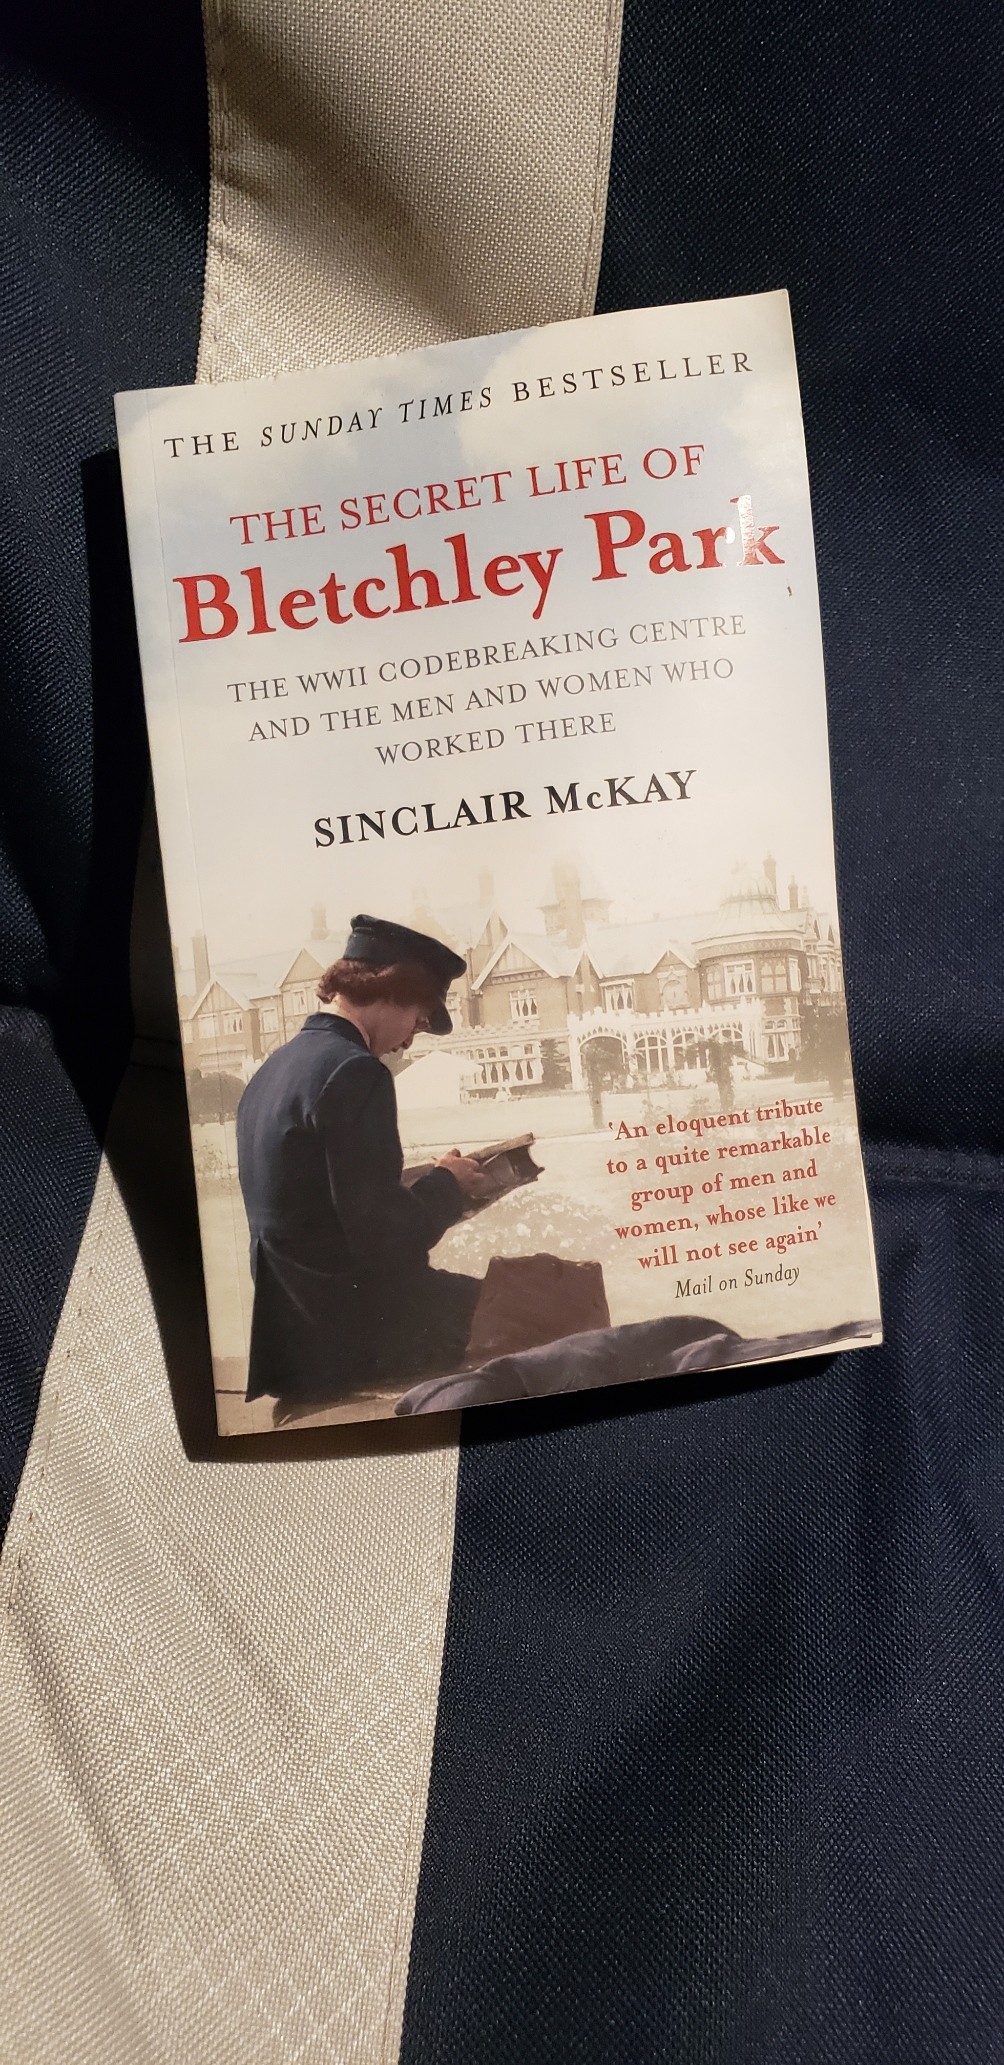 THE SUNDAY TIMES BESTSELLER
THE SECRET LIFE OF
Bletchley Park
THE WWII CODEBREAKING CENTRE
AND THE MEN AND WOMEN WHO
WORKED THERE
SINCLAIR McKAY
‘An eloquent tribute
to a quite remarkable
group of men and
women, whose like we
will not see again’
Mail on Sunday